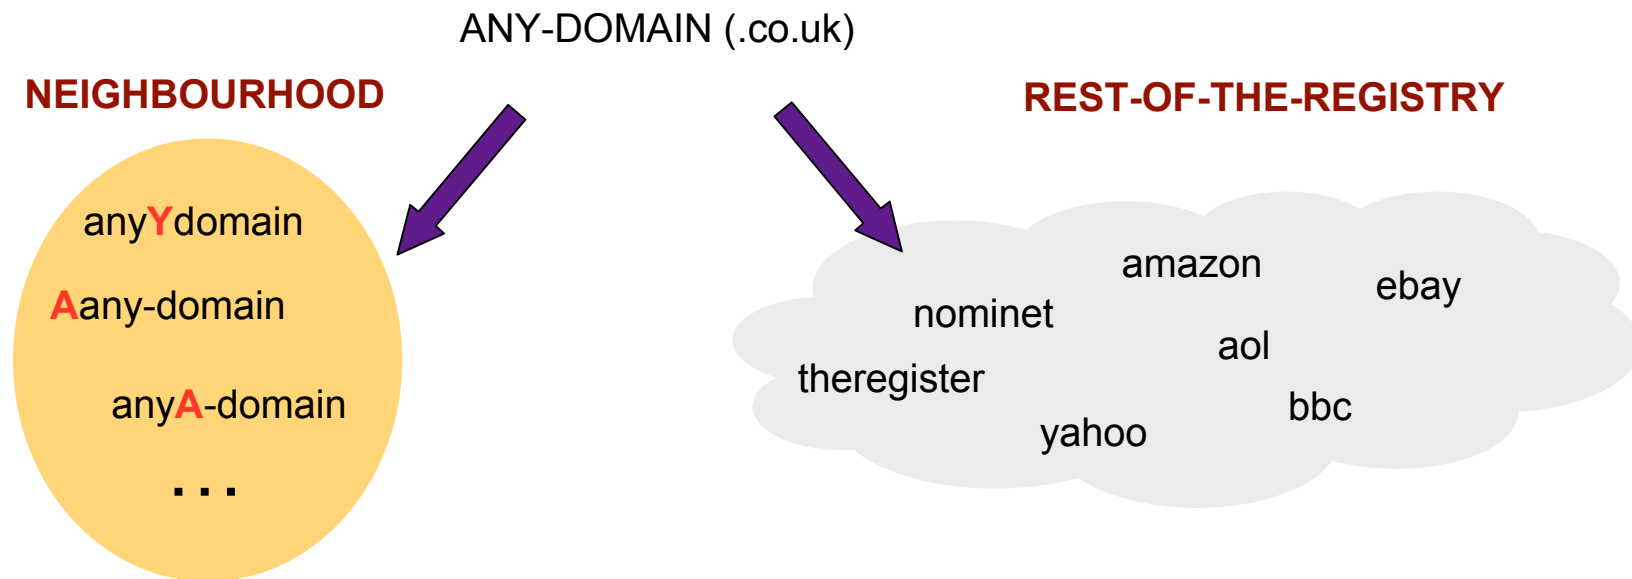 ANY-DOMAIN (.co.uk)
NEIGHBOURHOOD
anyYdomain
Aany-domain
anyA-domain
...
REST-OF-THE-REGISTRY
amazon
ebay
nominet
aol
theregister
bbc
yahoo